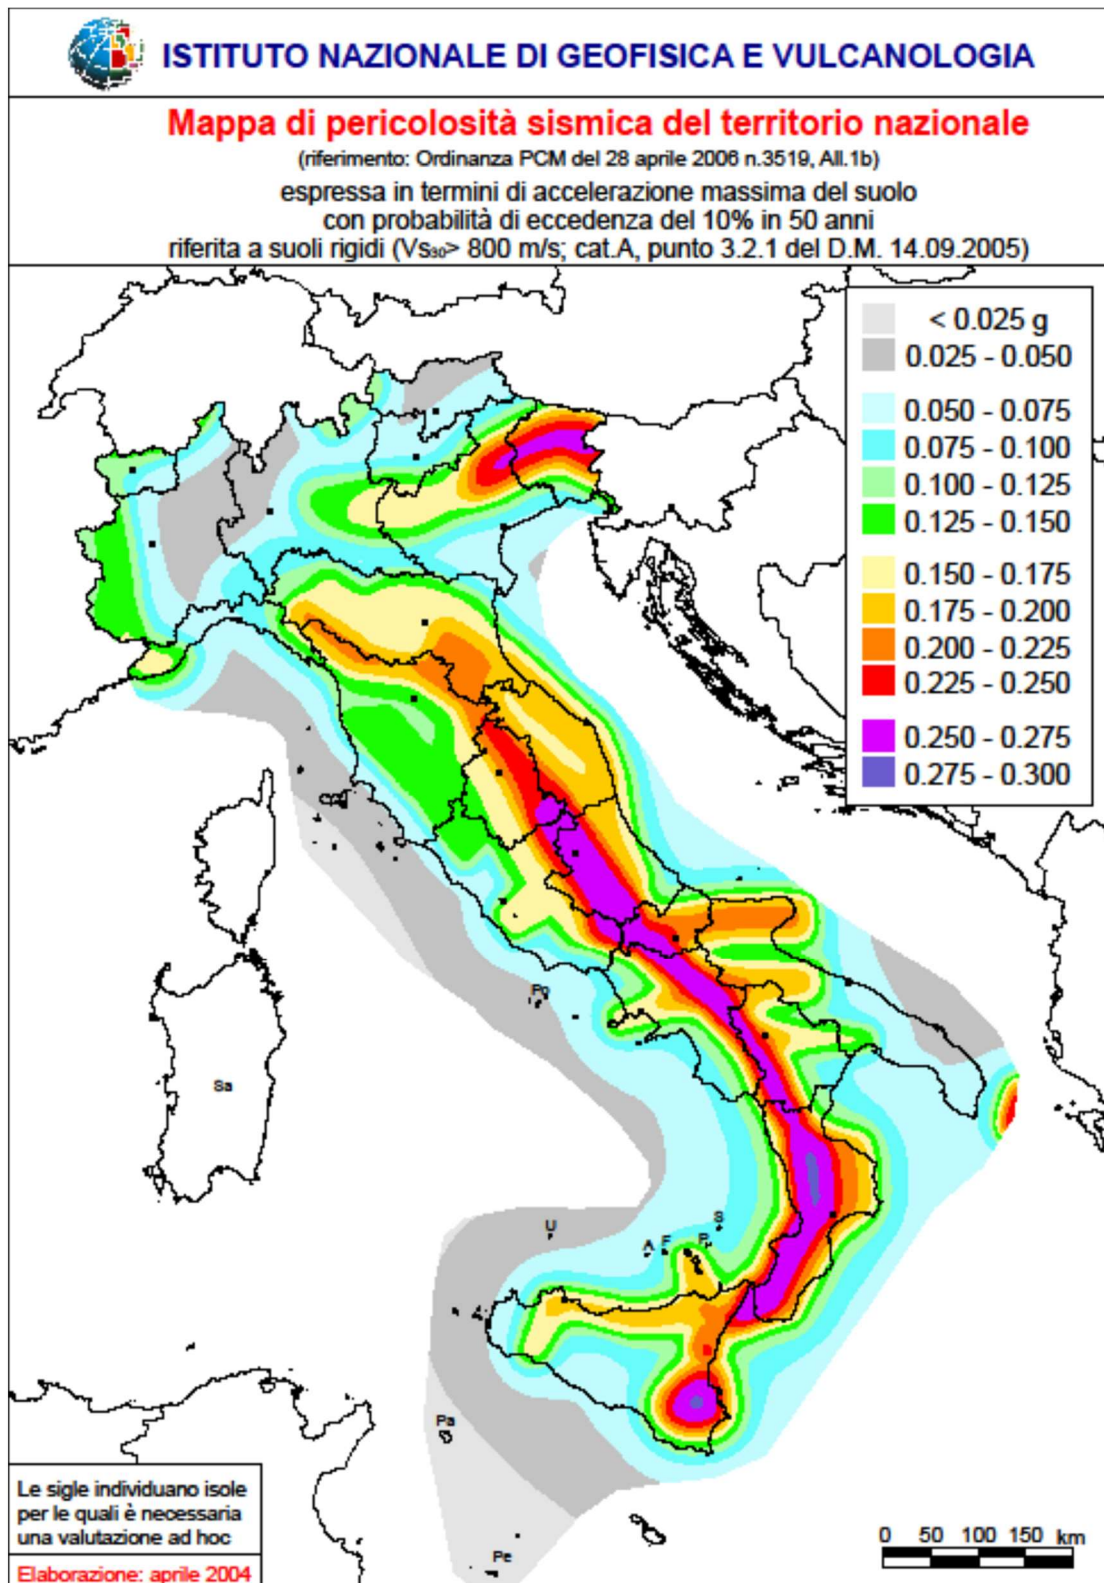 ISTITUTO NAZIONALE DI GEOFISICA E VULCANOLOGIA
Mappa di pericolosità sismica del territorio nazionale
(riferimento: Ordinanza PCM del 28 aprile 2006 n.3519, All.1b)
espressa in termini di accelerazione massima del suolo
con probabilità di eccedenza del 10% in 50 anni
riferita a suoli rigidi (Vs30> 800 m/s; cat.A, punto 3.2.1 del D.M. 14.09.2005)
< 0.025 g
0.025 - 0.050
0.050 - 0.075
0.075 - 0.100
0.100 - 0.125
0.125 - 0.150
0.150 - 0.175
0.175 - 0.200
0.200 - 0.225
0.225 - 0.250
0.250 - 0.275
0.275 - 0.300
Po
Sa
U
A
F
P
S
Pa
Pe
Le sigle individuano isole
per le quali è necessaria
una valutazione ad hoc
Elaborazione: aprile 2004
0 50 100 150 km